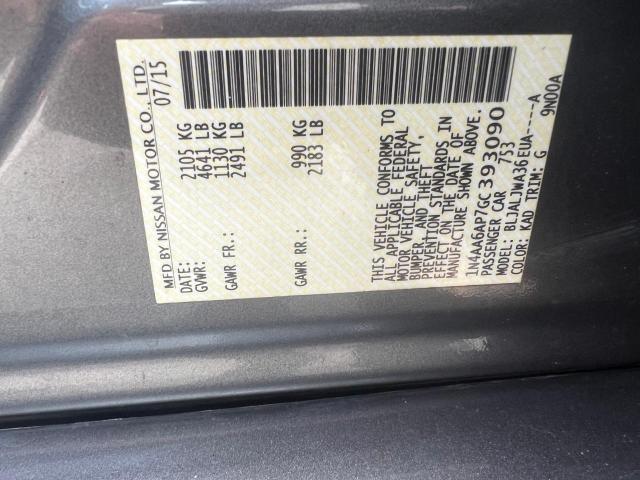 MFD BY NISSAN MOTOR CO., LTD.
DATE: 07/15
GVWR: 2105 KG
4641 LB
GAWR FR.: 1130 KG
2491 LB
GAWR RR.: 990 KG
2183 LB
THIS VEHICLE CONFORMS TO
ALL APPLICABLE FEDERAL
MOTOR VEHICLE SAFETY,
BUMPER, AND THEFT
PREVENTION STANDARDS IN
EFFECT ON THE DATE OF
MANUFACTURE SHOWN ABOVE.
1N4AA6AP7GC393090
PASSENGER CAR 753
MODEL: BLJALJWA36EUA----A
COLOR: KAD TRIM: G 9N00A